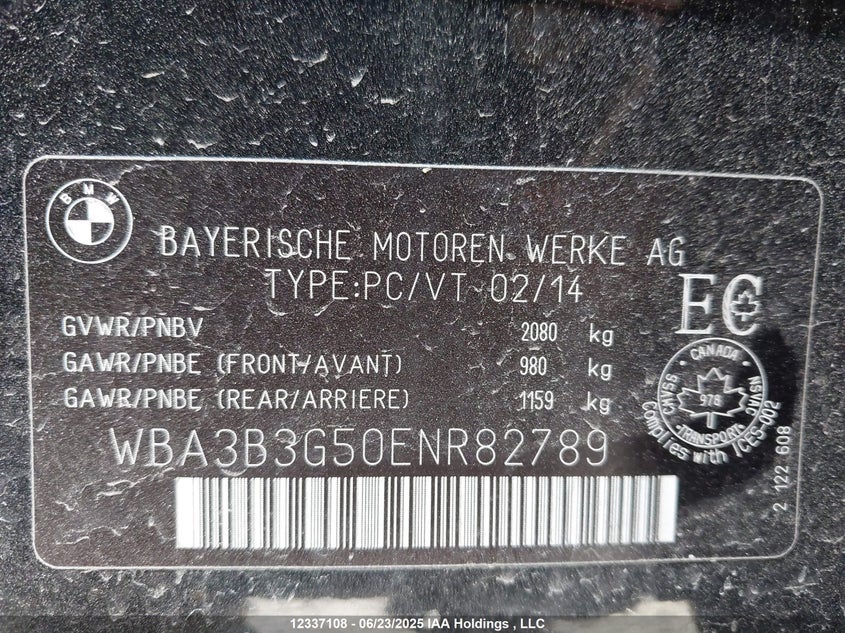 BMW
BAYERISCHE MOTOREN WERKE AG
TYPE:PC/VT 02/14
GVWR/PNBV 2080 kg
GAWR/PNBE (FRONT/AVANT) 980 kg
GAWR/PNBE (REAR/ARRIERE) 1159 kg
WBA3B3G50ENR82789
EC
CANADA
CMVSS
NSVAC
978
TRANSPORT
Complies with ICES-002
2 122 608
12337108 - 06/23/2025 IAA Holdings , LLC